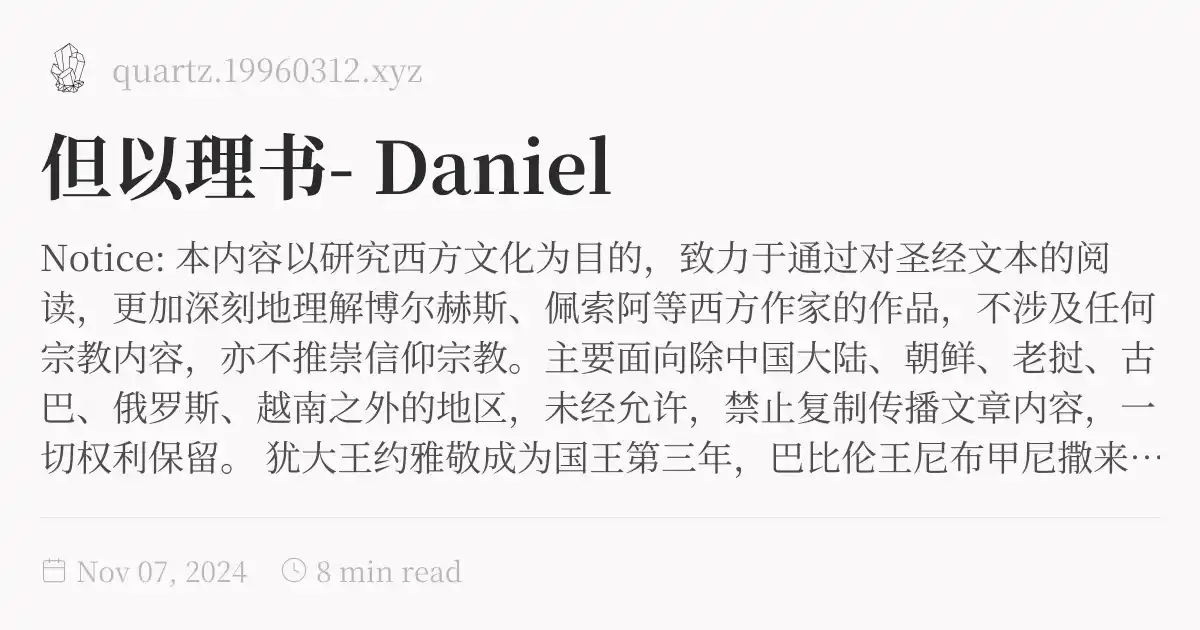 quartz.19960312.xyz
但以理书- Daniel
Notice: 本内容以研究西方文化为目的，致力于通过对圣经文本的阅
读，更加深刻地理解博尔赫斯、佩索阿等西方作家的作品，不涉及任何
宗教内容，亦不推崇信仰宗教。主要面向除中国大陆、朝鲜、老挝、古
巴、俄罗斯、越南之外的地区，未经允许，禁止复制传播文章内容，一
切权利保留。 犹大王约雅敬成为国王第三年，巴比伦王尼布甲尼撒来…
Nov 07, 2024 8 min read